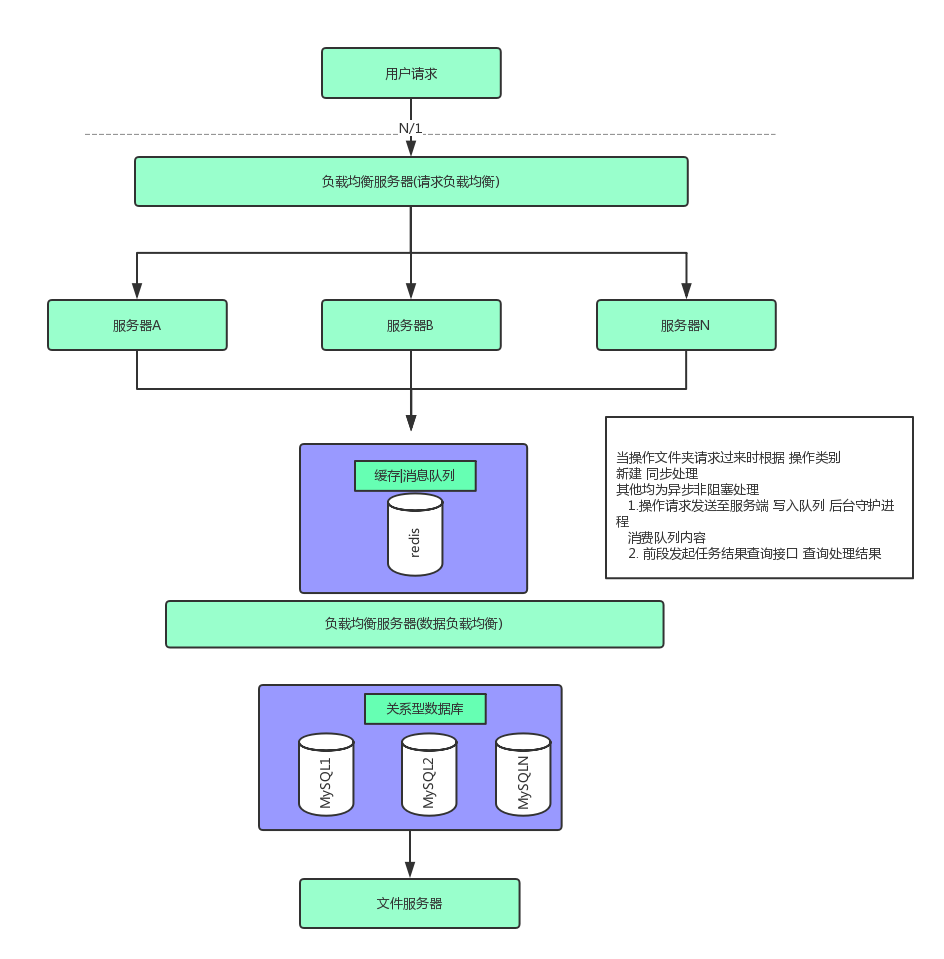 用户请求
N/1
负载均衡服务器(请求负载均衡)
服务器A
服务器B
服务器N
缓存|消息队列
redis
当操作文件夹请求过来时根据 操作类别
新建 同步处理
其他均为异步非阻塞处理
1.操作请求发送至服务端 写入队列 后台守护进
程
消费队列内容
2. 前段发起任务结果查询接口 查询处理结果
负载均衡服务器(数据负载均衡)
关系型数据库
MySQL1
MySQL2
MySQLN
文件服务器